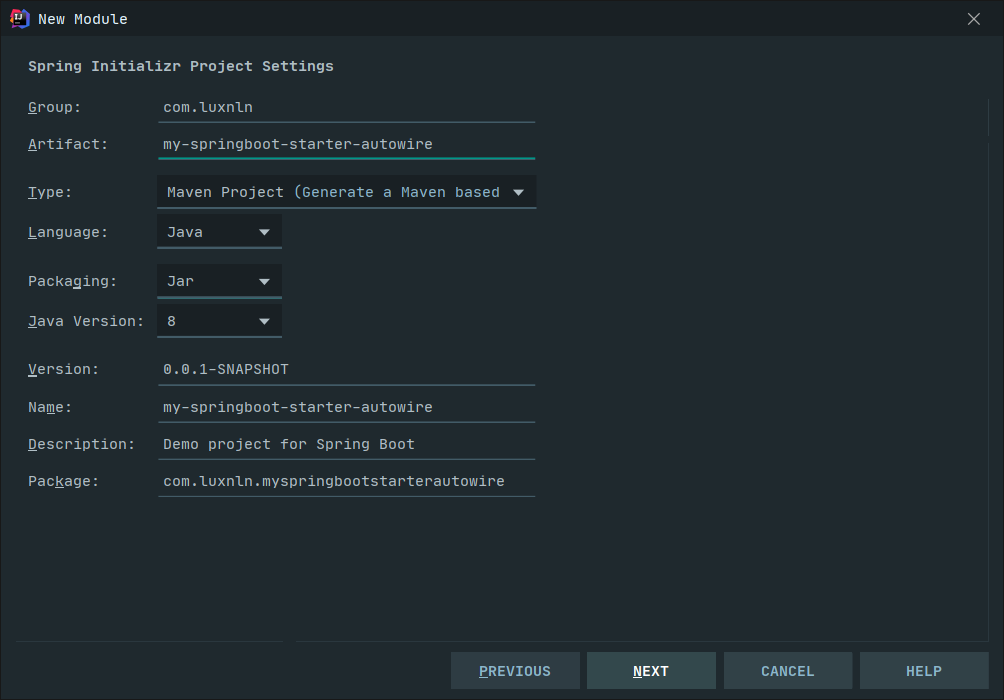 New Module
Spring Initializr Project Settings
Group: com.luxnln
Artifact: my-springboot-starter-autowire
Type: Maven Project (Generate a Maven based
Language: Java
Packaging: Jar
Java Version: 8
Version: 0.0.1-SNAPSHOT
Name: my-springboot-starter-autowire
Description: Demo project for Spring Boot
Package: com.luxnln.myspringbootstarterautowire
PREVIOUS NEXT CANCEL HELP